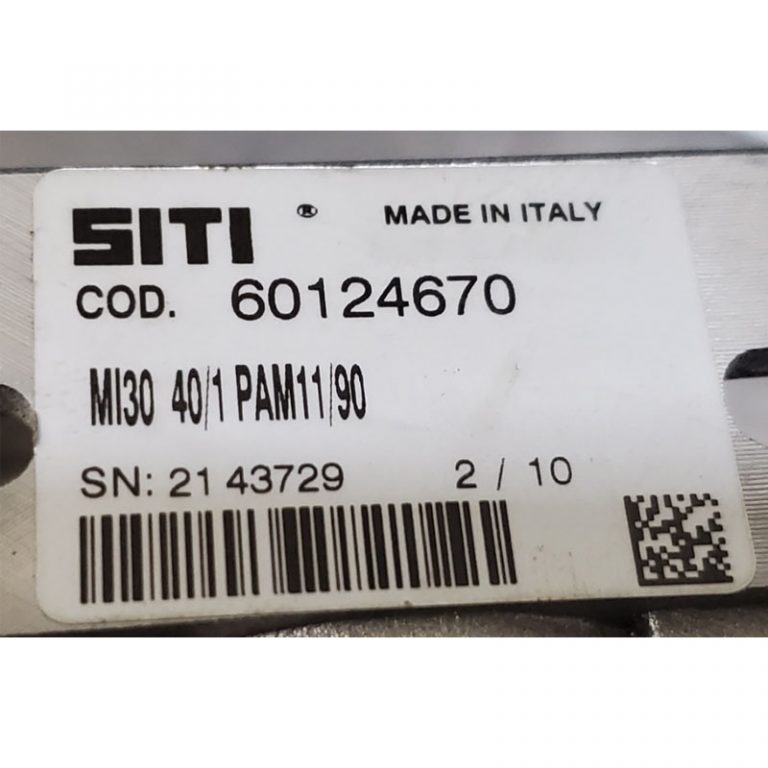 SITI ® MADE IN ITALY
COD. 60124670
MI30 40/1 PAM11/90
SN: 21 43729 2 / 10